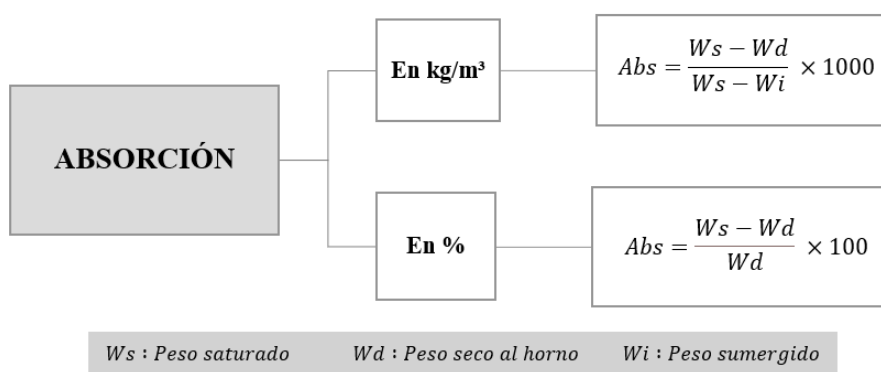 ABSORCIÓN
En kg/m³
Abs = (Ws − Wd) / (Ws − Wi) × 1000
En %
Abs = (Ws − Wd) / Wd × 100
Ws : Peso saturado Wd : Peso seco al horno Wi : Peso sumergido